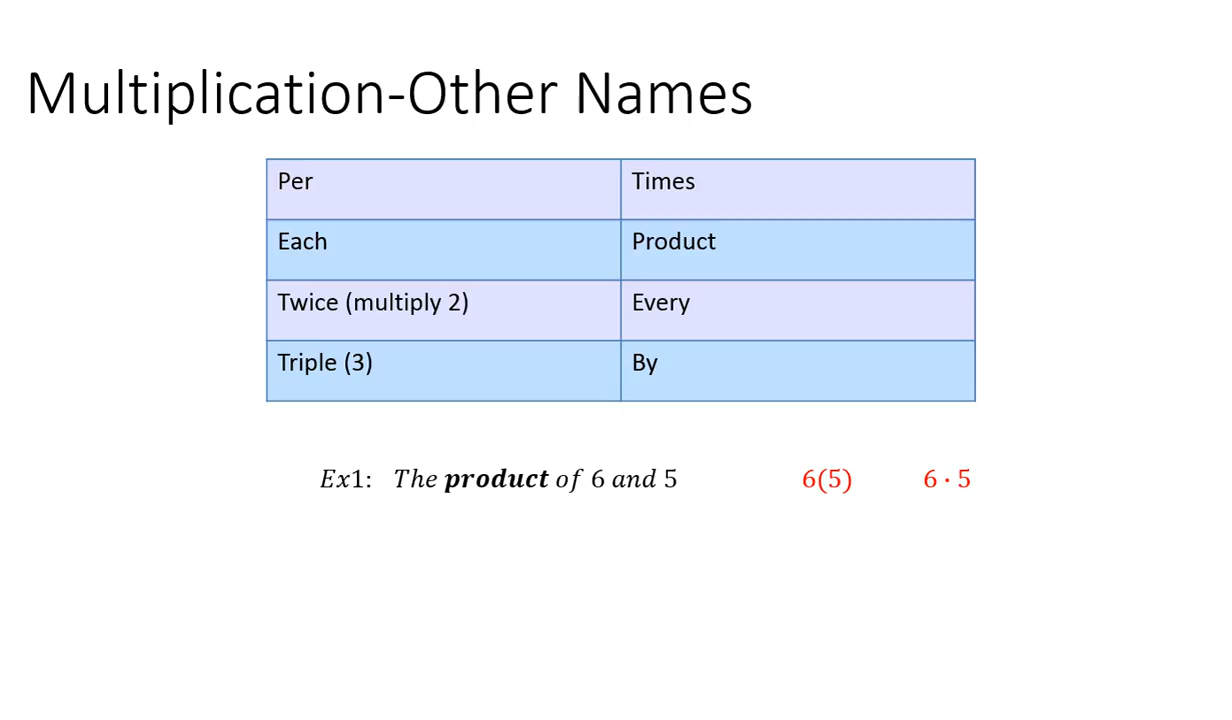 Multiplication-Other Names
Per Times
Each Product
Twice (multiply 2) Every
Triple (3) By
Ex1: The product of 6 and 5 6(5) 6 · 5